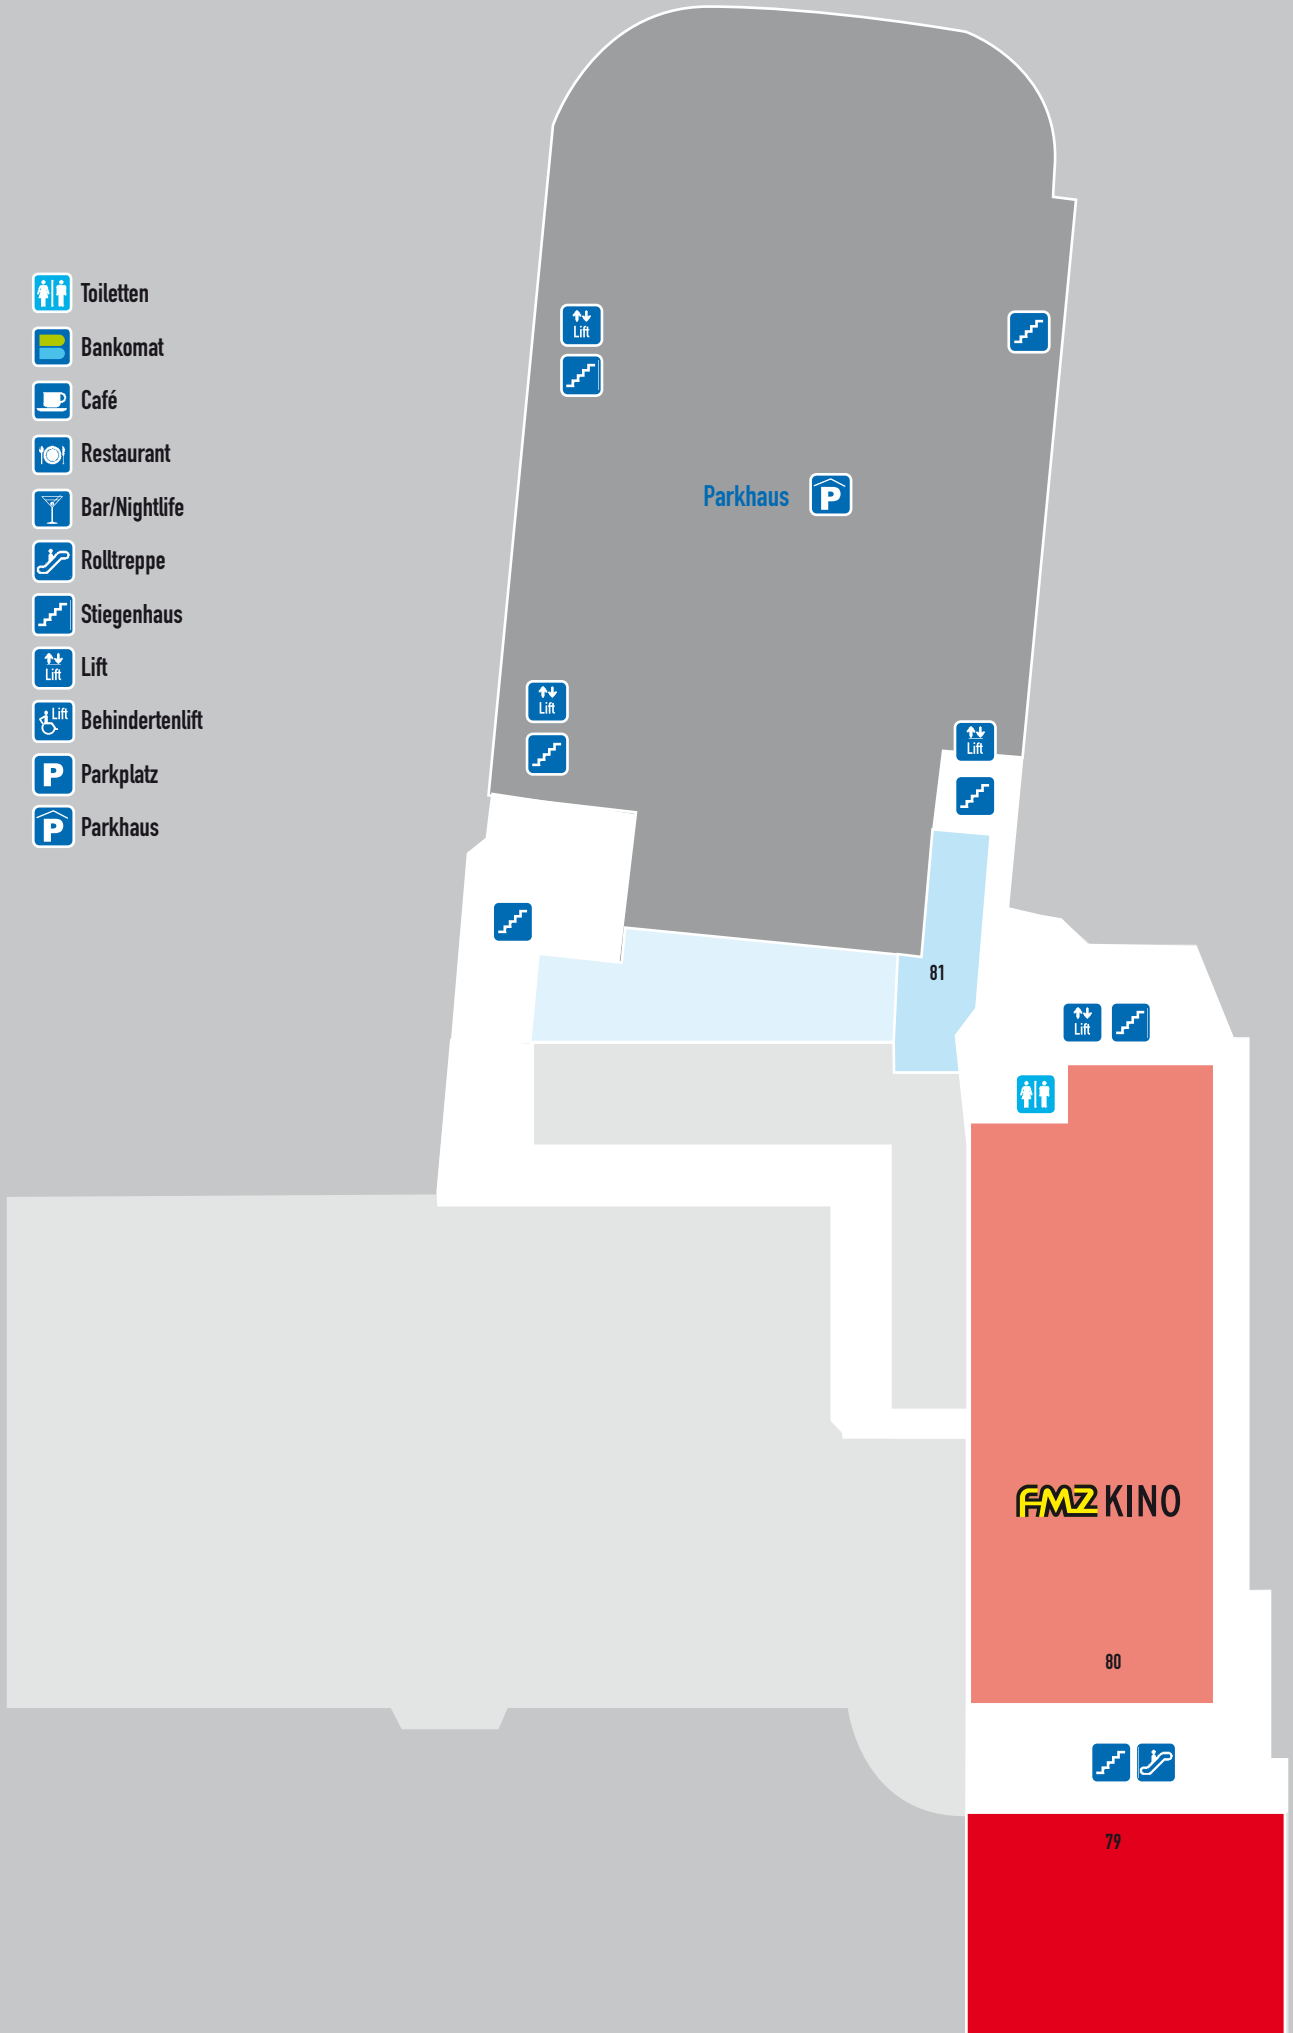 Toiletten
Bankomat
Café
Restaurant
Bar/Nightlife
Rolltreppe
Stiegenhaus
Lift
Lift
Lift
Behindertenlift
P
Parkplatz
P
Parkhaus
Lift
Parkhaus
P
Lift
Lift
81
Lift
FMZ KINO
80
79